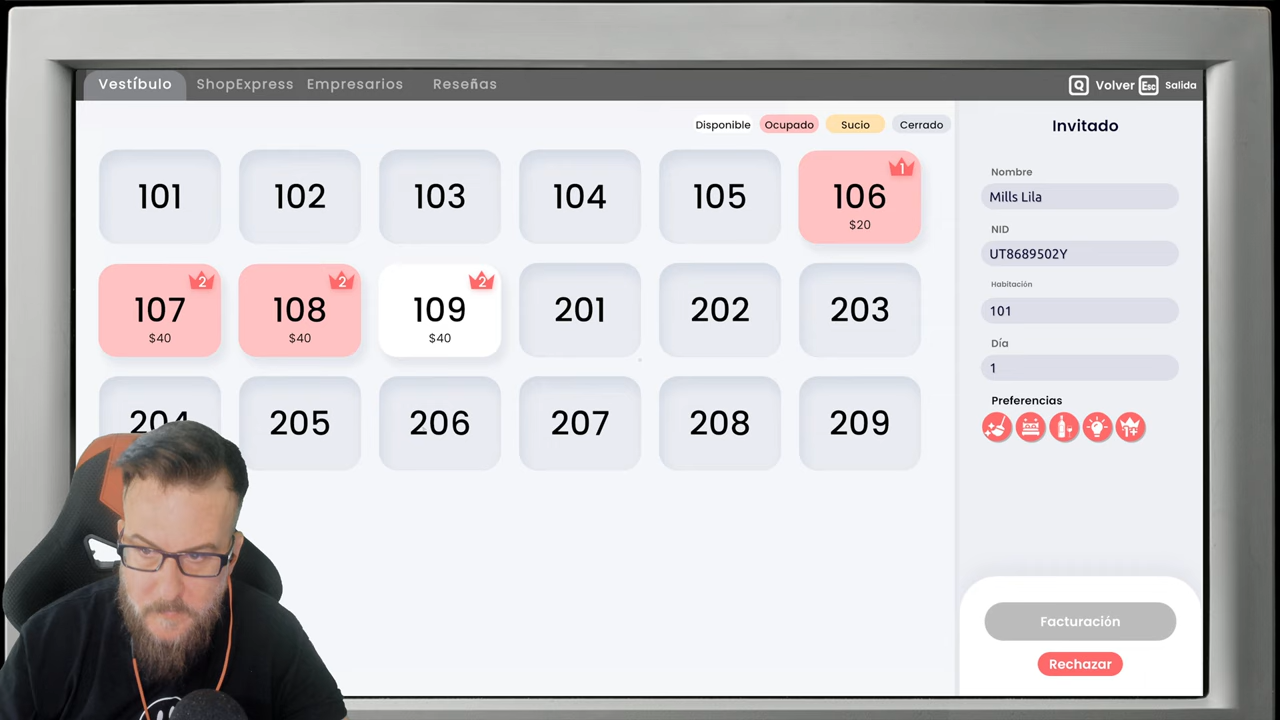 Vestíbulo ShopExpress Empresarios Reseñas Q Volver Esc Salida
Disponible Ocupado Sucio Cerrado
101 102 103 104 105 1 106 $20
2 107 $40 2 108 $40 2 109 $40 201 202 203
204 205 206 207 208 209
Invitado
Nombre
Mills Lila
NID
UT8689502Y
Habitación
101
Día
1
Preferencias
1+
Facturación
Rechazar